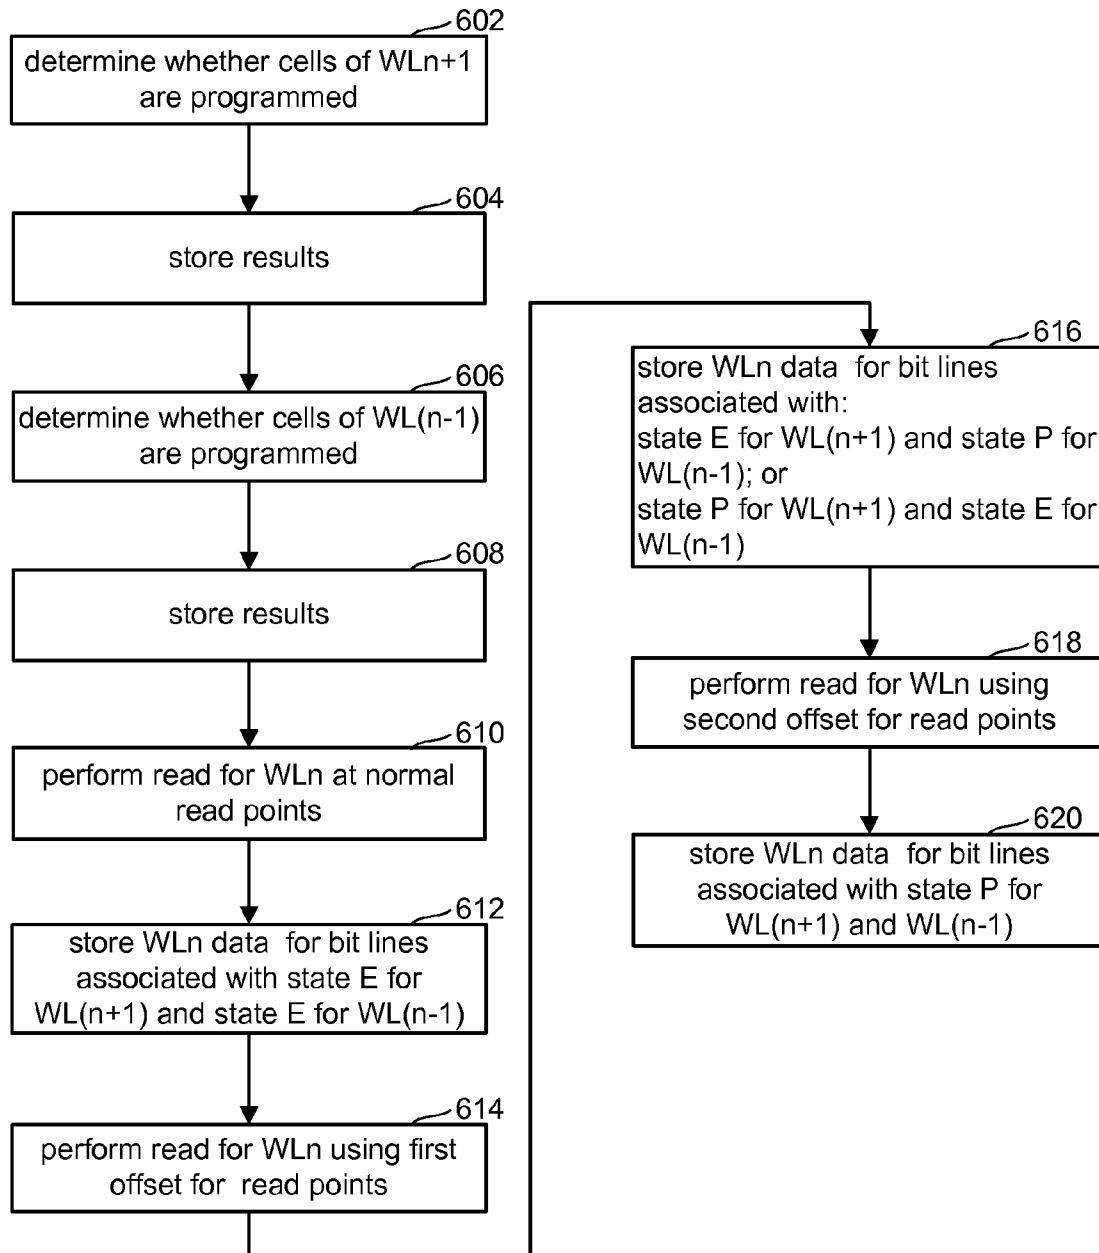 602
determine whether cells of WLn+1
are programmed
604
store results
606
determine whether cells of WL(n-1)
are programmed
608
store results
610
perform read for WLn at normal
read points
612
store WLn data for bit lines
associated with state E for
WL(n+1) and state E for WL(n-1)
614
perform read for WLn using first
offset for read points
616
store WLn data for bit lines
associated with:
state E for WL(n+1) and state P for
WL(n-1); or
state P for WL(n+1) and state E for
WL(n-1)
618
perform read for WLn using
second offset for read points
620
store WLn data for bit lines
associated with state P for
WL(n+1) and WL(n-1)